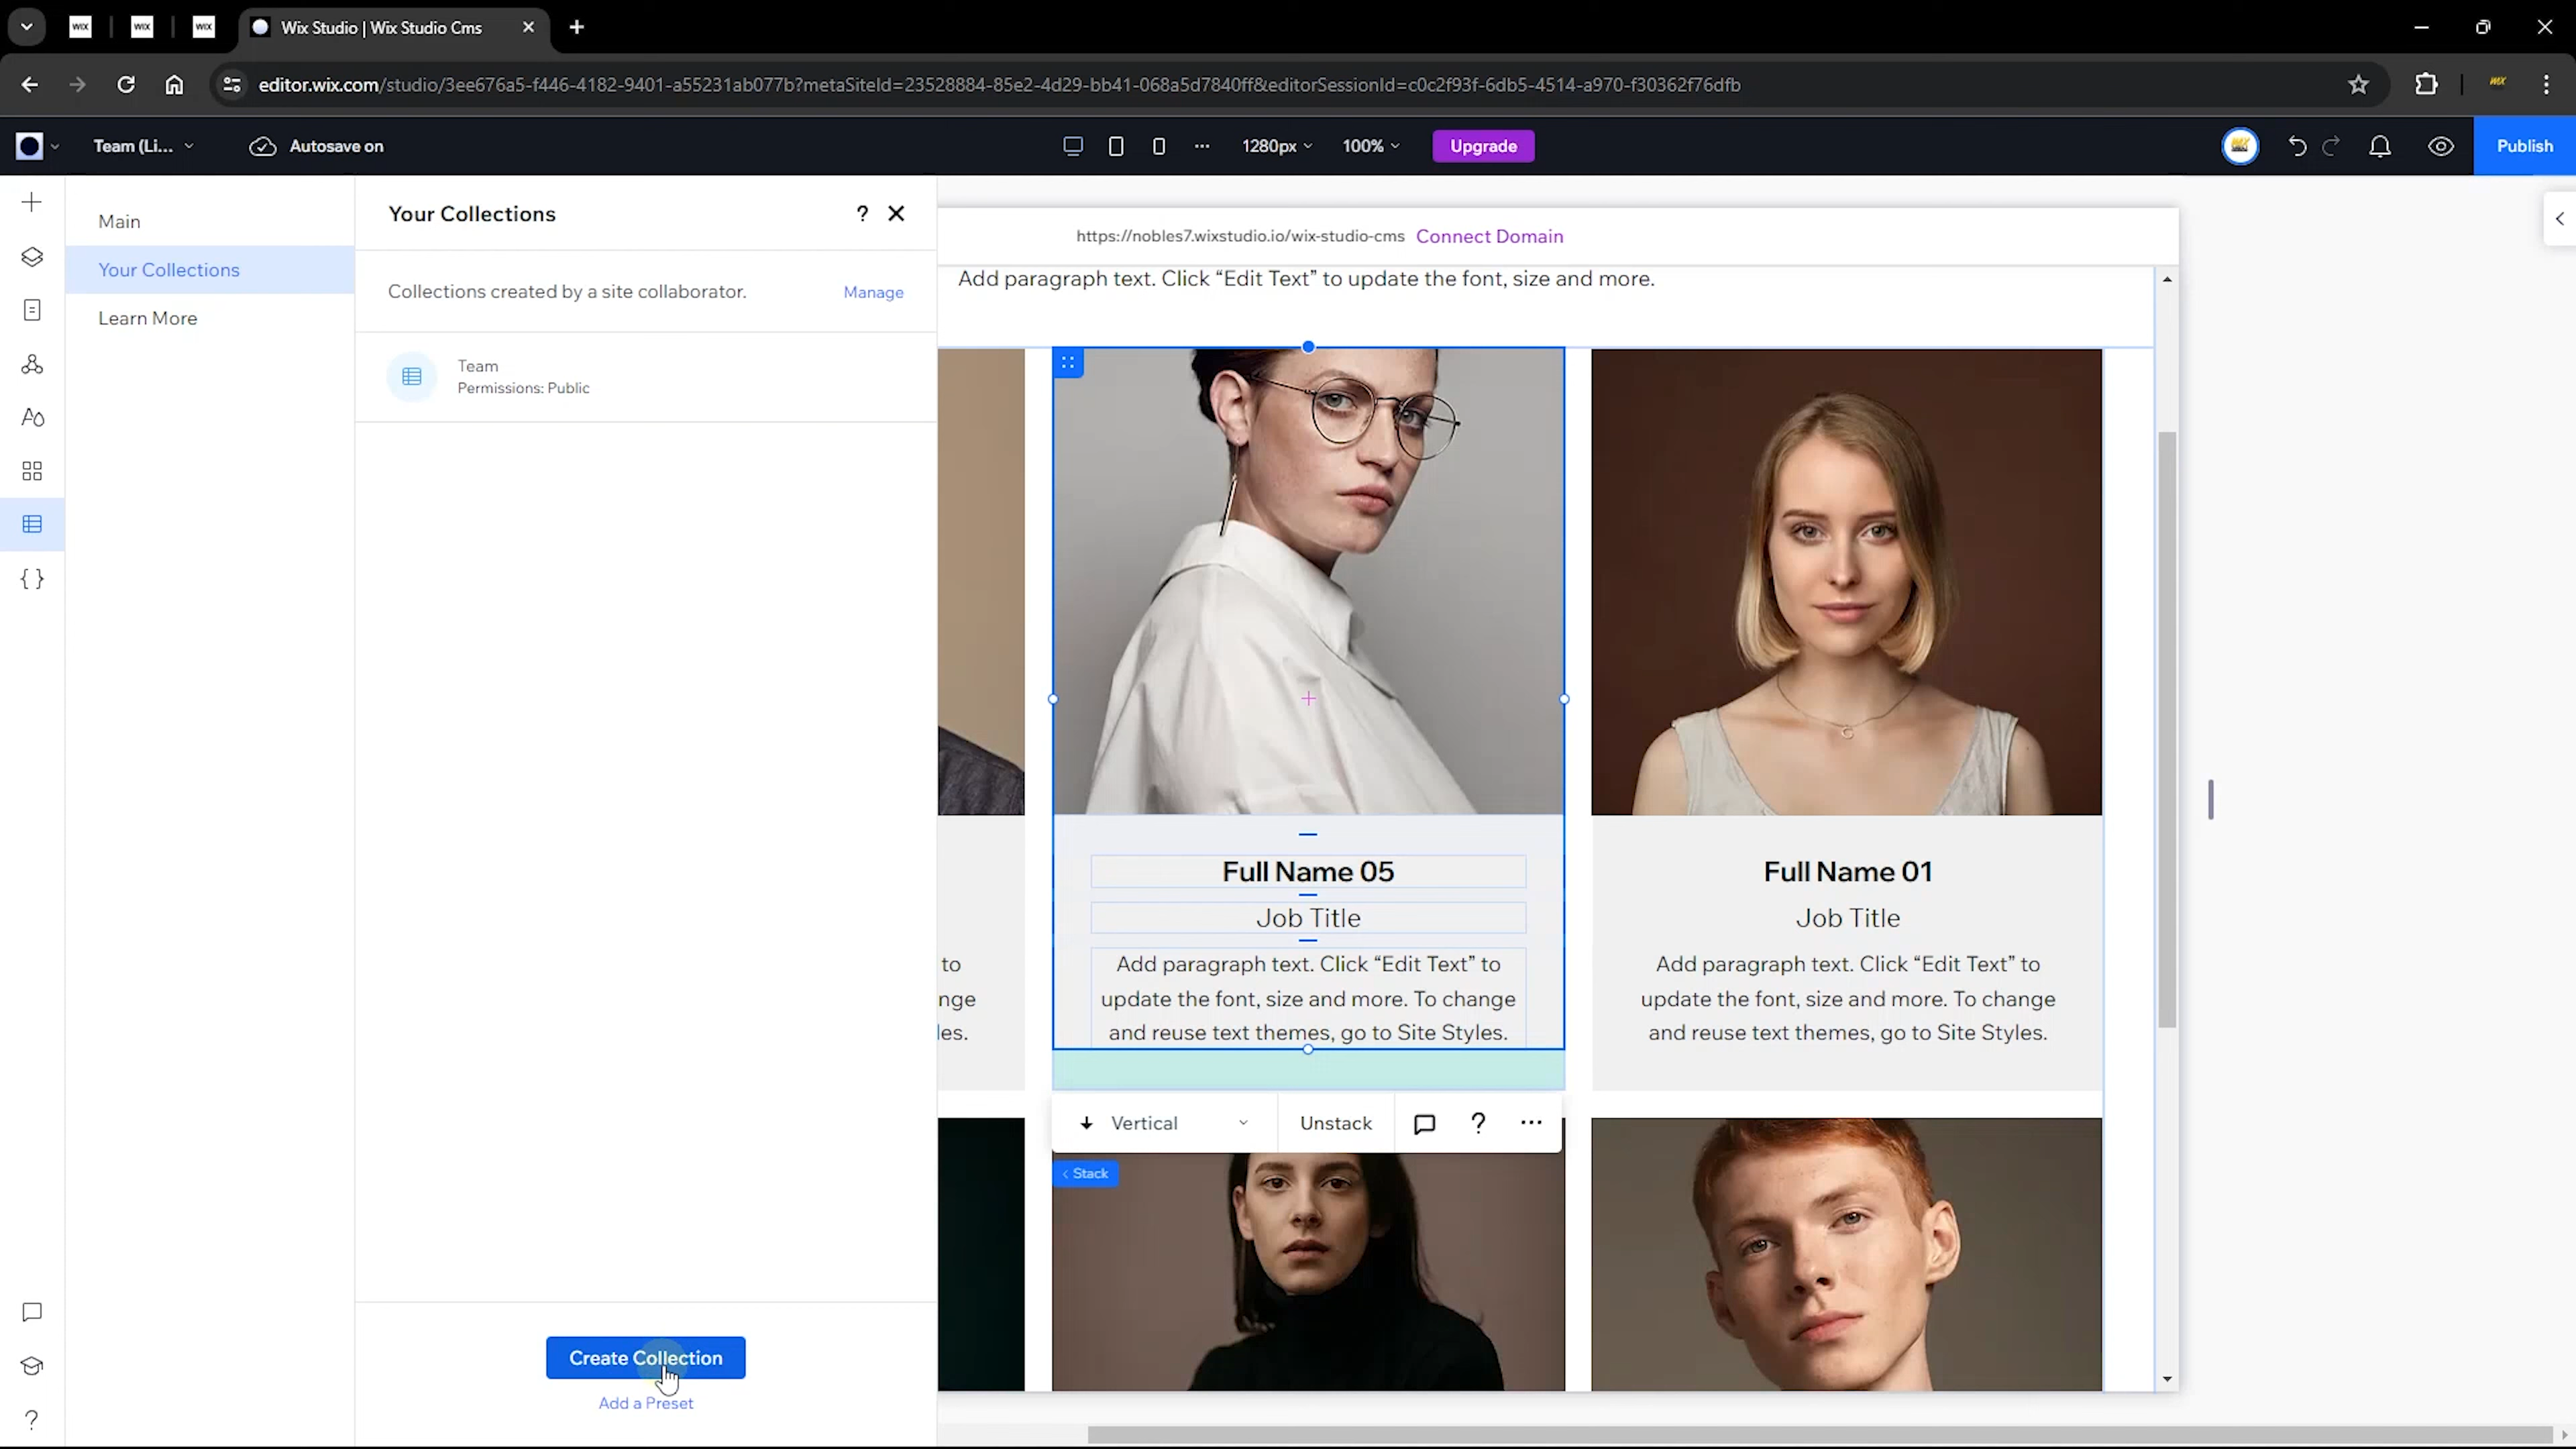 WIX
WIX
WIX
Wix Studio | Wix Studio Cms
editor.wix.com/studio/3ee676a5-f446-4182-9401-a55231ab077b?metaSiteId=23528884-85e2-4d29-bb41-068a5d7840ff&editorSessionId=c0c2f93f-6db5-4514-a970-f30362f76dfb
Team (Li...
Autosave on
1280px
100%
Upgrade
Publish
Main
Your Collections
Learn More
Your Collections
?
Collections created by a site collaborator.
Manage
Team
Permissions: Public
Create Collection
Add a Preset
https://nobles7.wixstudio.io/wix-studio-cms
Connect Domain
Add paragraph text. Click “Edit Text” to update the font, size and more.
to
nge
les.
Full Name 05
Job Title
Add paragraph text. Click “Edit Text” to
update the font, size and more. To change
and reuse text themes, go to Site Styles.
Full Name 01
Job Title
Add paragraph text. Click “Edit Text” to
update the font, size and more. To change
and reuse text themes, go to Site Styles.
Vertical
Unstack
?
< Stack
?